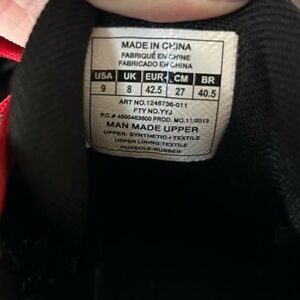 MADE IN CHINA
FABRIQUÉ EN CHINE
FABRICADO EN CHINA
USA UK EUR CM BR
9 8 42.5 27 40.5
ART NO.1246736-011
FTY NO.YYJ
P.O.# 4500463600 PROD. MO.11/2013
MAN MADE UPPER
UPPER: SYNTHETIC+TEXTILE
UPPER LINING-TEXTILE
OUTSOLE-RUBBER